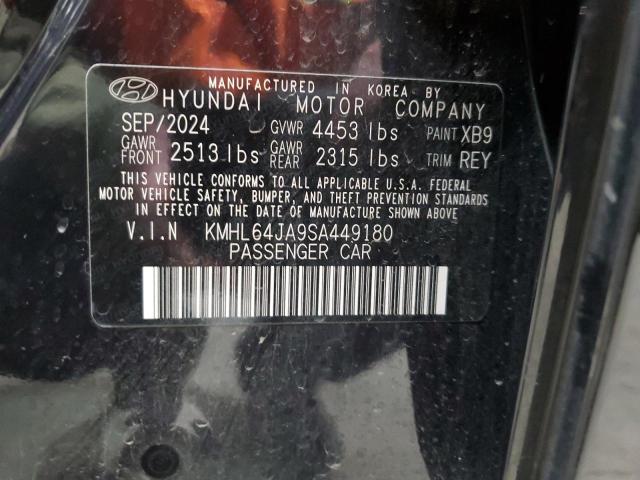 MANUFACTURED IN KOREA BY
HYUNDAI MOTOR COMPANY
SEP/2024 GVWR 4453 lbs PAINT XB9
GAWR FRONT 2513 lbs GAWR REAR 2315 lbs TRIM REY
THIS VEHICLE CONFORMS TO ALL APPLICABLE U.S.A. FEDERAL
MOTOR VEHICLE SAFETY, BUMPER, AND THEFT PREVENTION STANDARDS
IN EFFECT ON THE DATE OF MANUFACTURE SHOWN ABOVE.
V.I.N KMHL64JA9SA449180
PASSENGER CAR